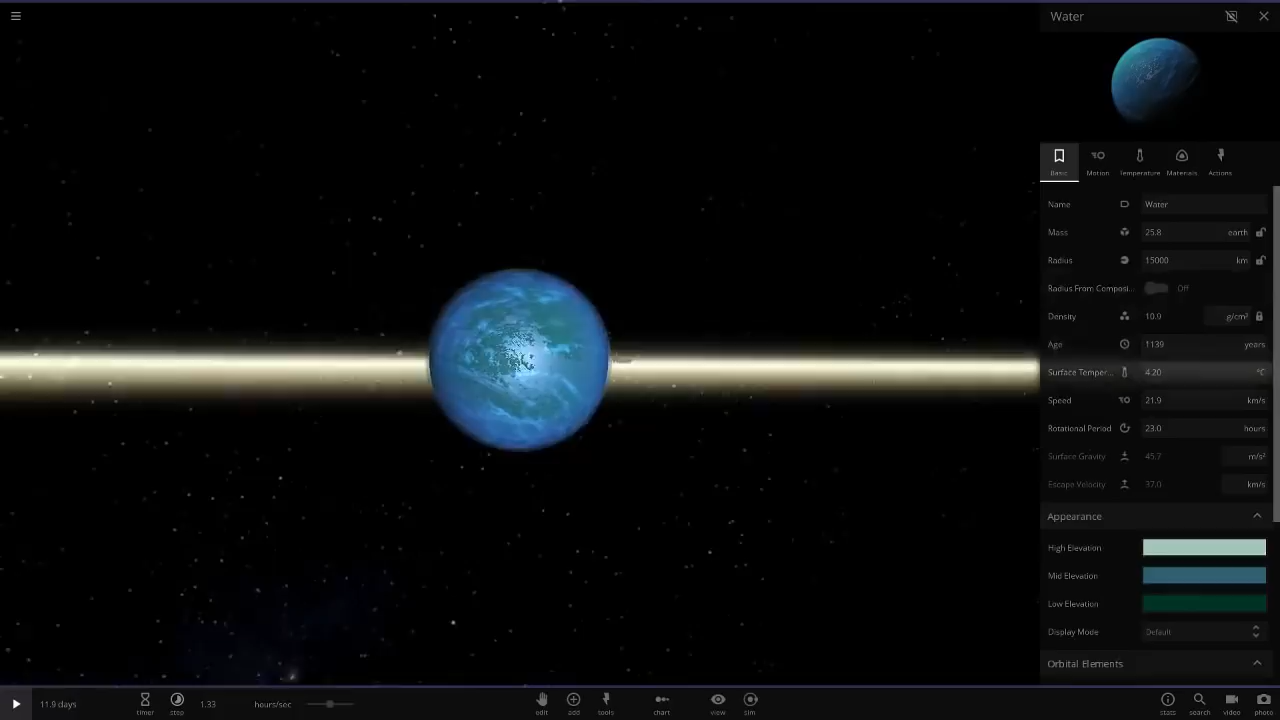 Water
Basic Motion Temperature Materials Actions
Name Water
Mass 25.8 earth
Radius 15000 km
Radius From Composi... Off
Density 10.9 g/cm³
Age 1139 years
Surface Temper... 4.20 °C
Speed 21.9 km/s
Rotational Period 23.0 hours
Surface Gravity 45.7 m/s²
Escape Velocity 37.0 km/s
Appearance
High Elevation
Mid Elevation
Low Elevation
Display Mode Default
Orbital Elements
11.9 days timer step 1.33 hours/sec edit add tools chart view sim stats search video photo